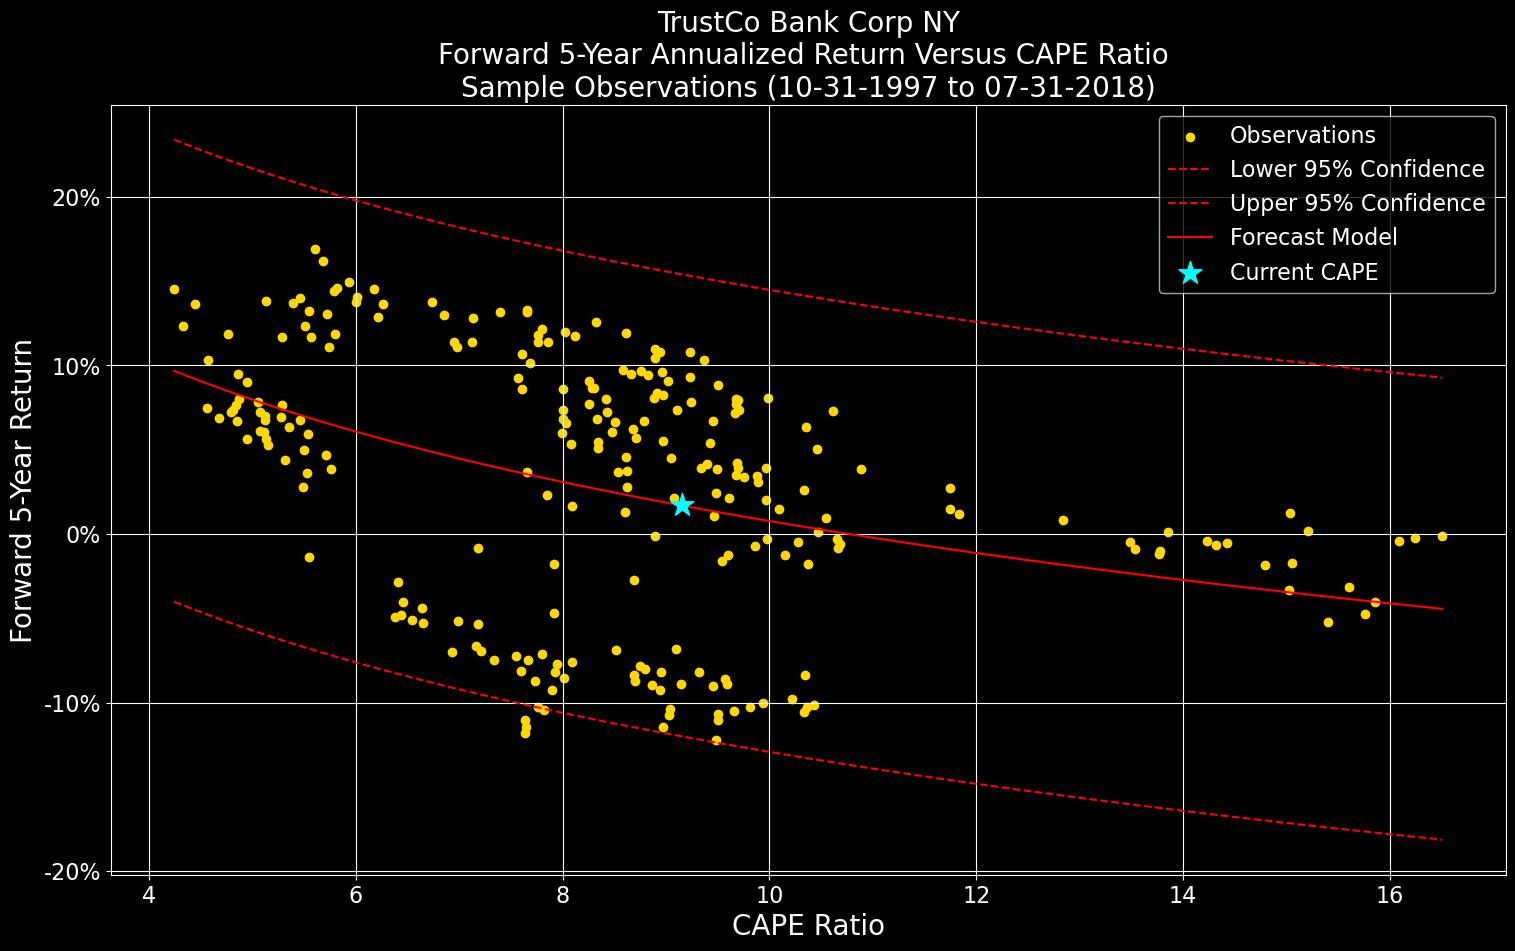 TrustCo Bank Corp NY
Forward 5-Year Annualized Return Versus CAPE Ratio
Sample Observations (10-31-1997 to 07-31-2018)
Observations
Lower 95% Confidence
Upper 95% Confidence
Forecast Model
Current CAPE
Forward 5-Year Return
20%
10%
0%
-10%
-20%
4 6 8 10 12 14 16
CAPE Ratio